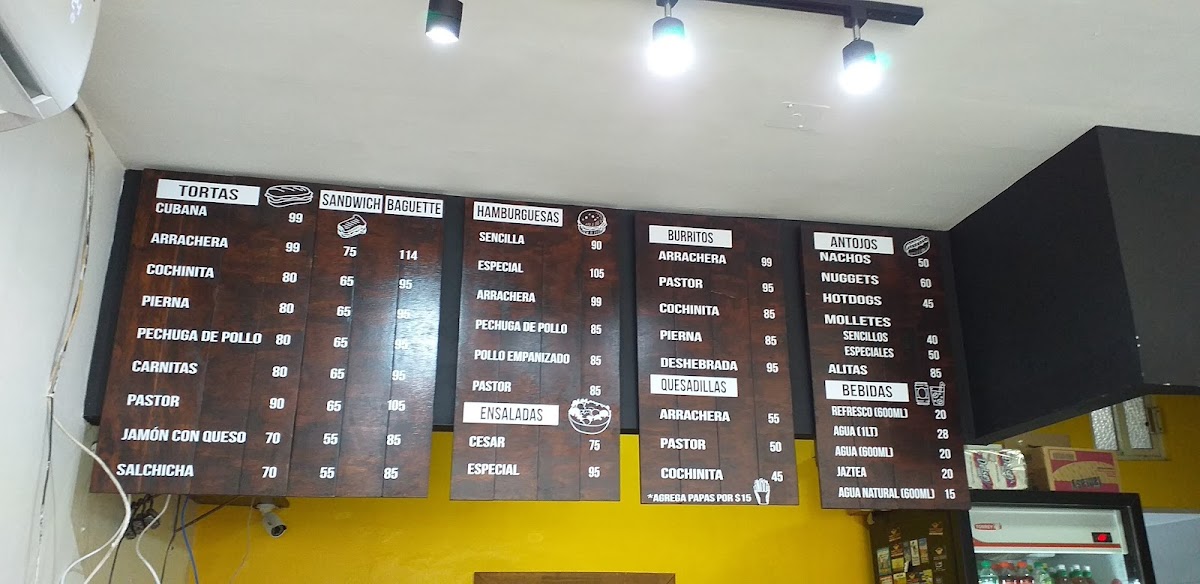 TORTAS SANDWICH BAGUETTE
CUBANA 99
ARRACHERA 99 75 114
COCHINITA 80 65 95
PIERNA 80 65 95
PECHUGA DE POLLO 80 65 95
CARNITAS 80 65 95
PASTOR 90 65 105
JAMÓN CON QUESO 70 55 85
SALCHICHA 70 55 85
HAMBURGUESAS
SENCILLA 90
ESPECIAL 105
ARRACHERA 99
PECHUGA DE POLLO 85
POLLO EMPANIZADO 85
PASTOR 85
ENSALADAS
CESAR 75
ESPECIAL 95
BURRITOS
ARRACHERA 99
PASTOR 95
COCHINITA 85
PIERNA 85
DESHEBRADA 95
QUESADILLAS
ARRACHERA 55
PASTOR 50
COCHINITA 45
*AGREGA PAPAS POR $15
ANTOJOS
NACHOS 50
NUGGETS 60
HOTDOGS 45
MOLLETES
SENCILLOS 40
ESPECIALES 50
ALITAS 85
BEBIDAS
REFRESCO (600ML) 20
AGUA (1LT) 28
AGUA (600ML) 20
JAZTEA 20
AGUA NATURAL (600ML) 15